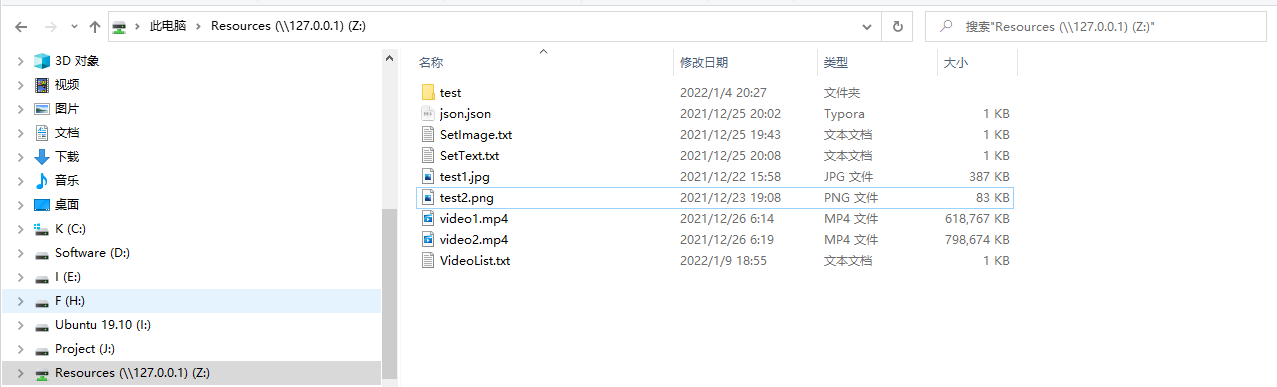 此电脑 > Resources (\\127.0.0.1) (Z:)
搜索"Resources (\\127.0.0.1) (Z:)"
3D 对象
视频
图片
文档
下载
音乐
桌面
K (C:)
Software (D:)
I (E:)
F (H:)
Ubuntu 19.10 (I:)
Project (J:)
Resources (\\127.0.0.1) (Z:)
名称 修改日期 类型 大小
test 2022/1/4 20:27 文件夹
json.json 2021/12/25 20:02 Typora 1 KB
SetImage.txt 2021/12/25 19:43 文本文档 1 KB
SetText.txt 2021/12/25 20:08 文本文档 1 KB
test1.jpg 2021/12/22 15:58 JPG 文件 387 KB
test2.png 2021/12/23 19:08 PNG 文件 83 KB
video1.mp4 2021/12/26 6:14 MP4 文件 618,767 KB
video2.mp4 2021/12/26 6:19 MP4 文件 798,674 KB
VideoList.txt 2022/1/9 18:55 文本文档 1 KB